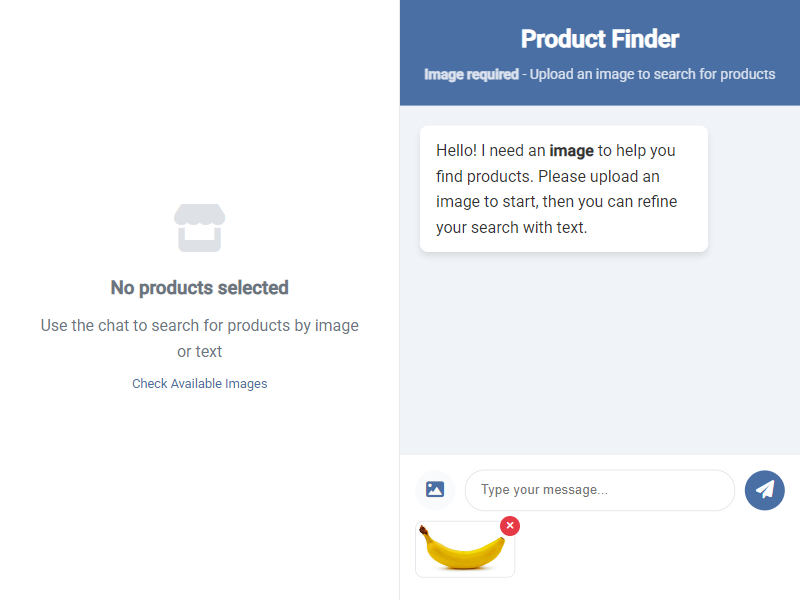 No products selected
Use the chat to search for products by image
or text
Check Available Images
Product Finder
Image required - Upload an image to search for products
Hello! I need an image to help you
find products. Please upload an
image to start, then you can refine
your search with text.
Type your message...